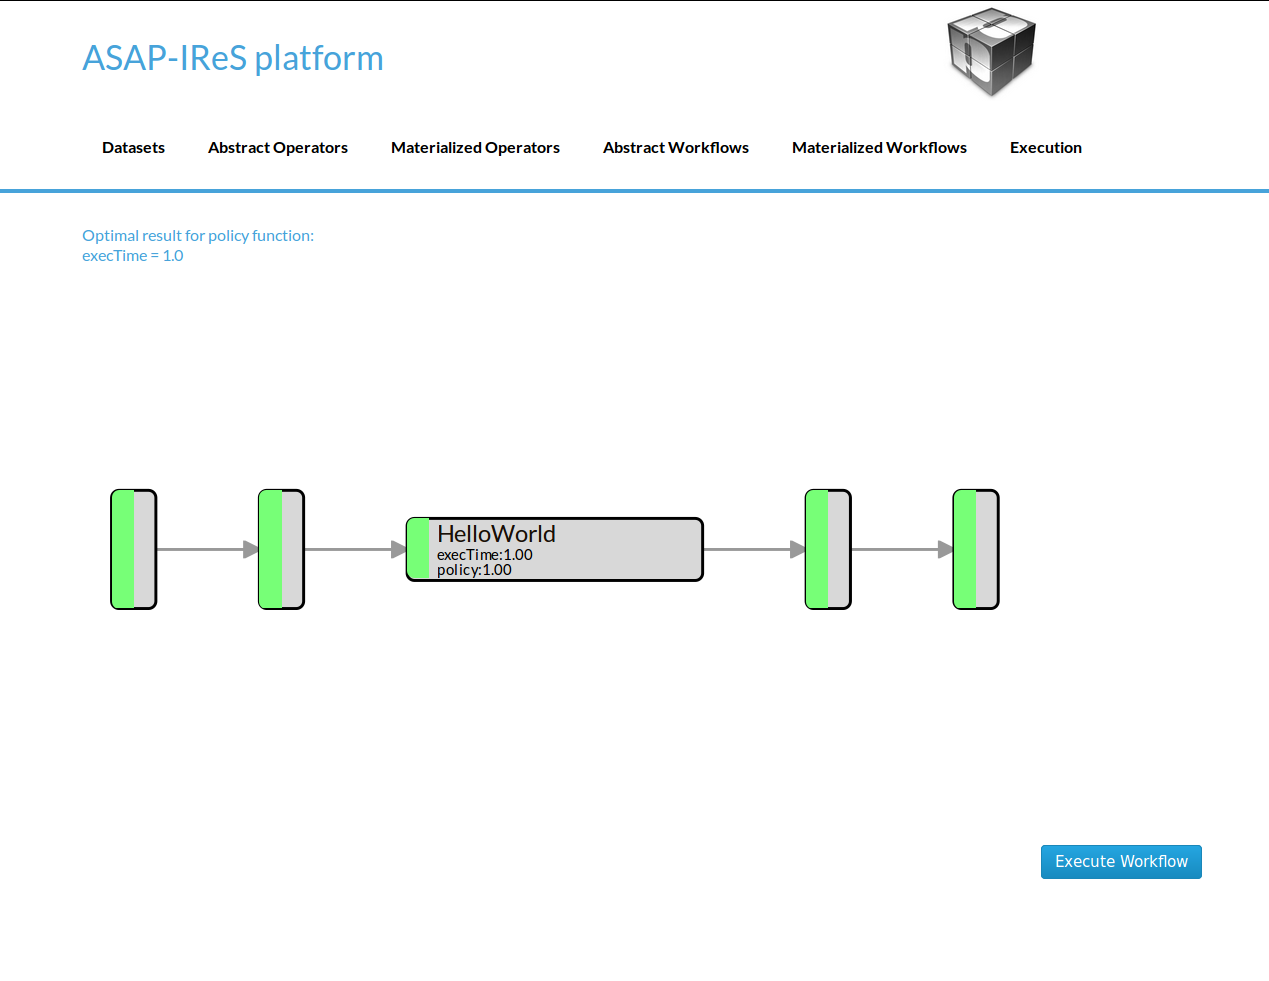 ASAP-IReS platform
Datasets Abstract Operators Materialized Operators Abstract Workflows Materialized Workflows Execution
Optimal result for policy function:
execTime = 1.0
HelloWorld
execTime:1.00
policy:1.00
Execute Workflow